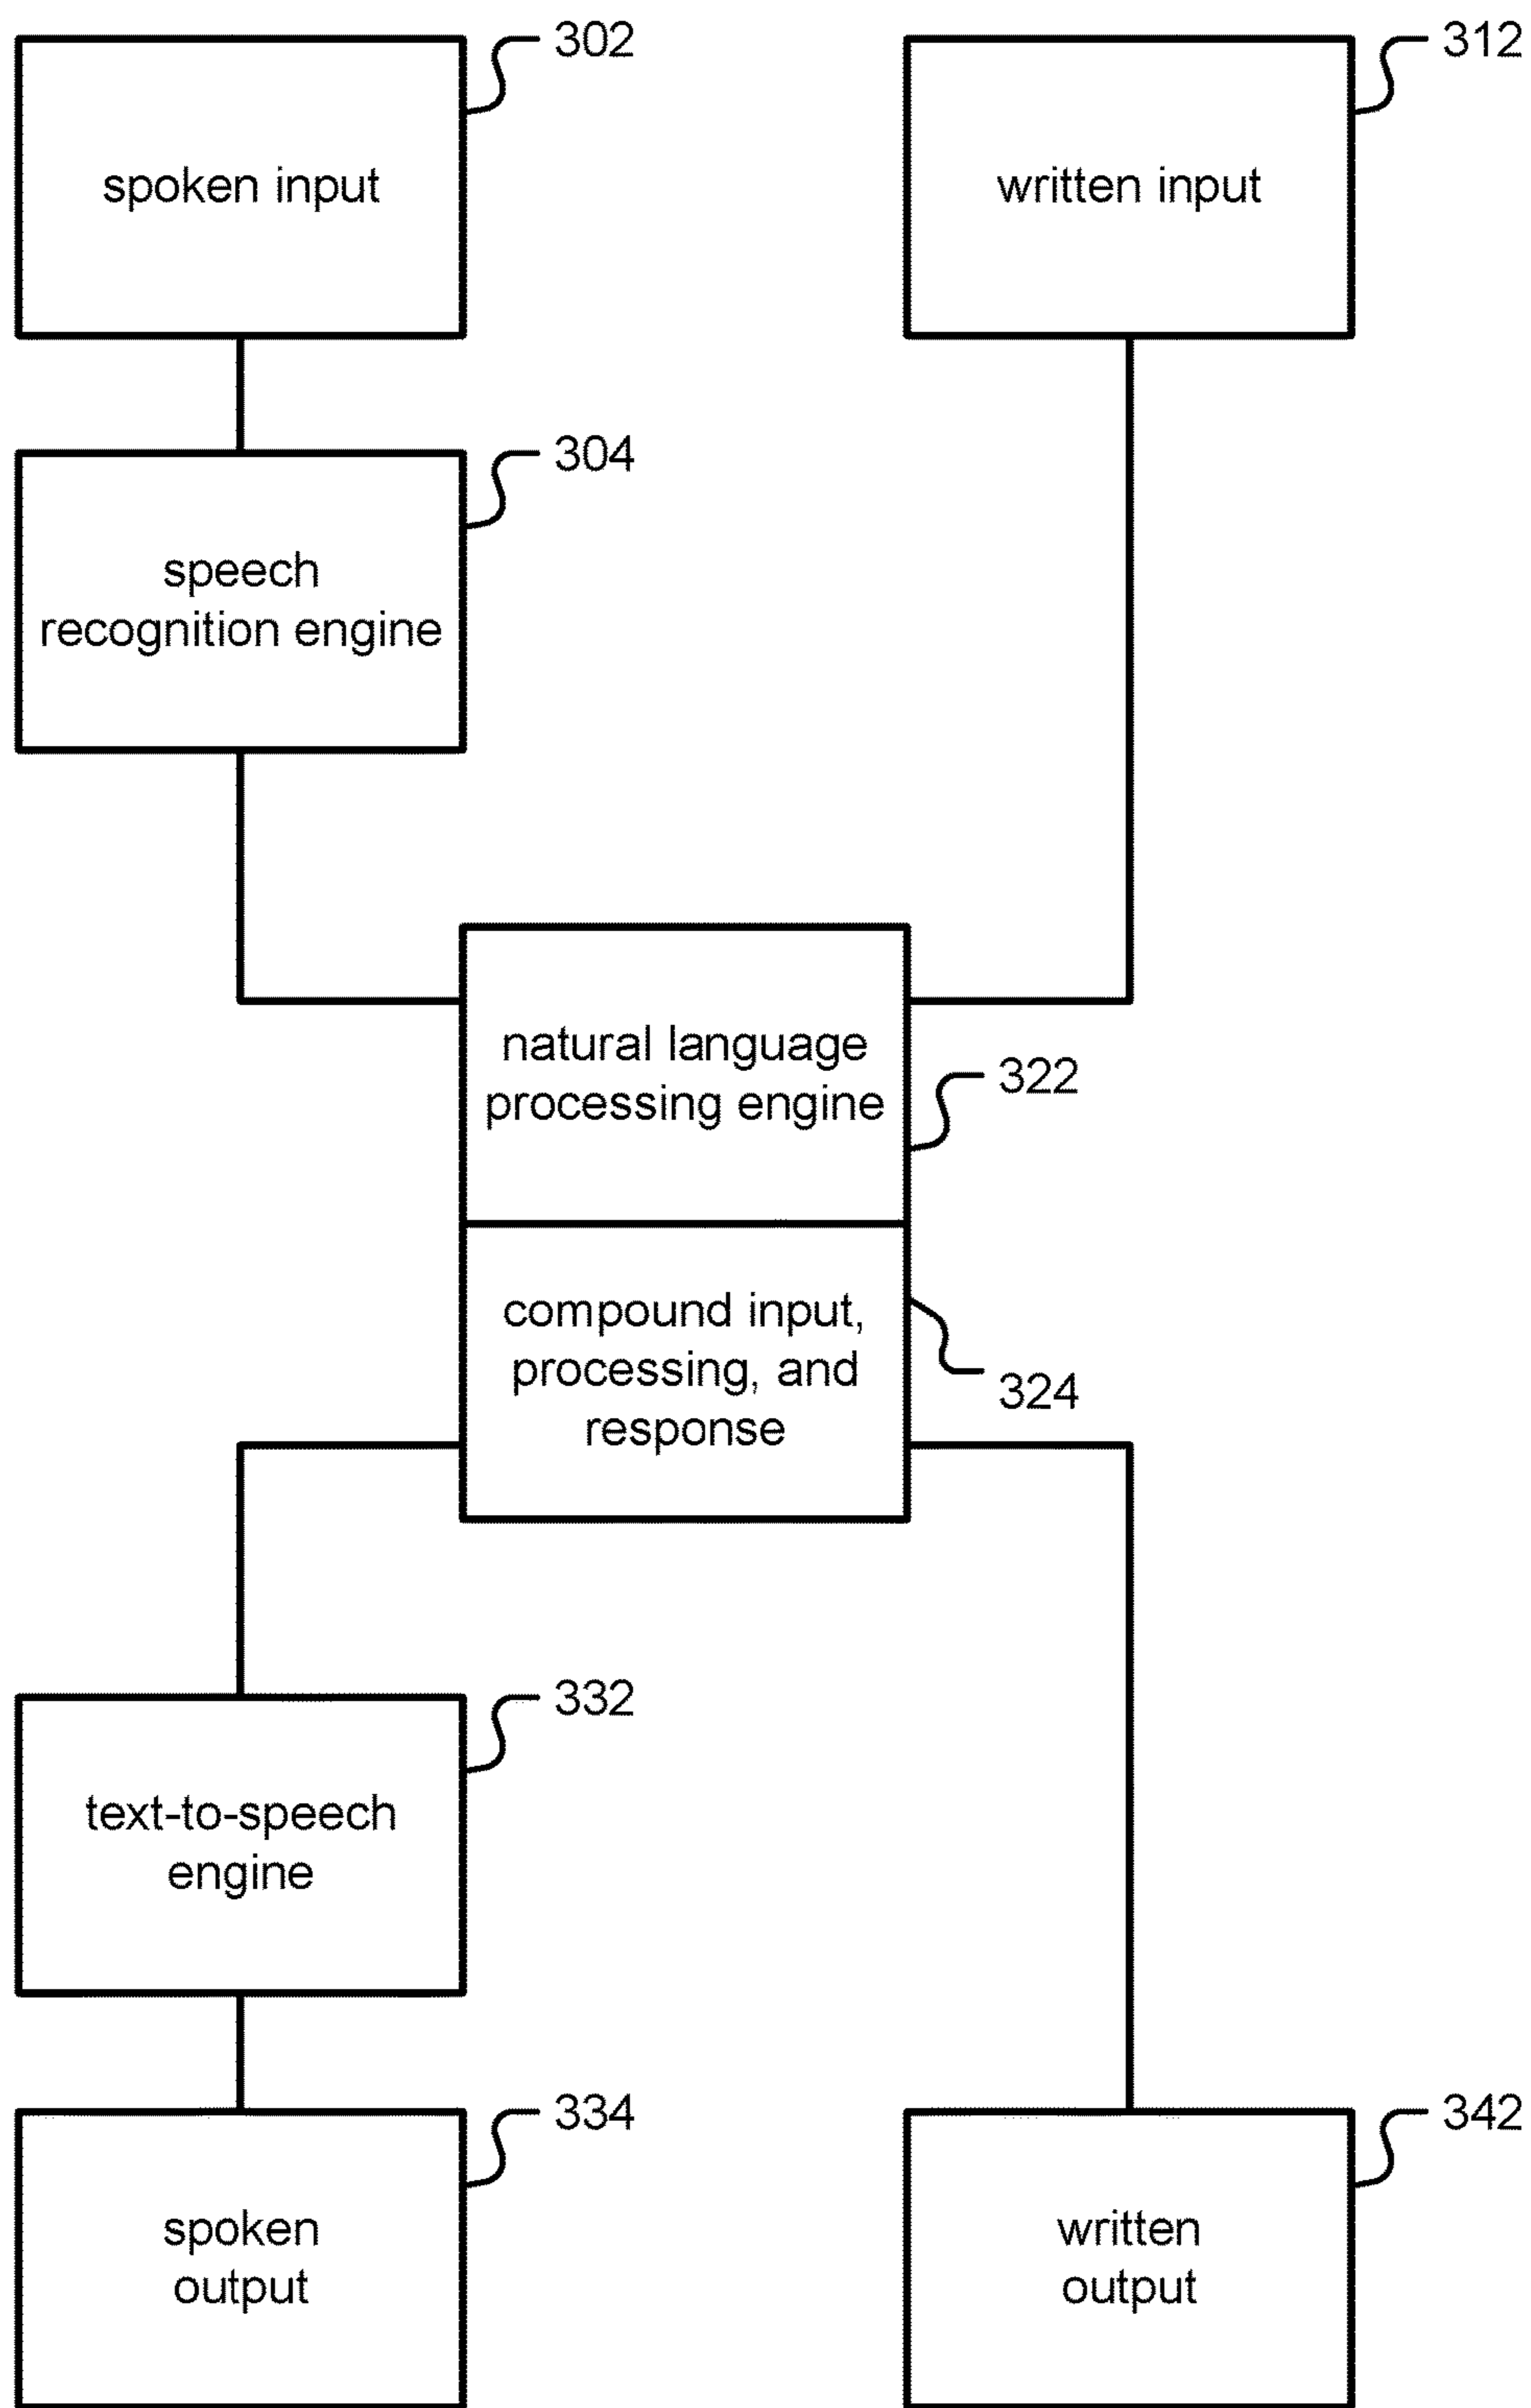 302
312
spoken input
written input
304
speech
recognition engine
natural language
processing engine
322
compound input,
processing, and
response
324
332
text-to-speech
engine
334
342
spoken
output
written
output